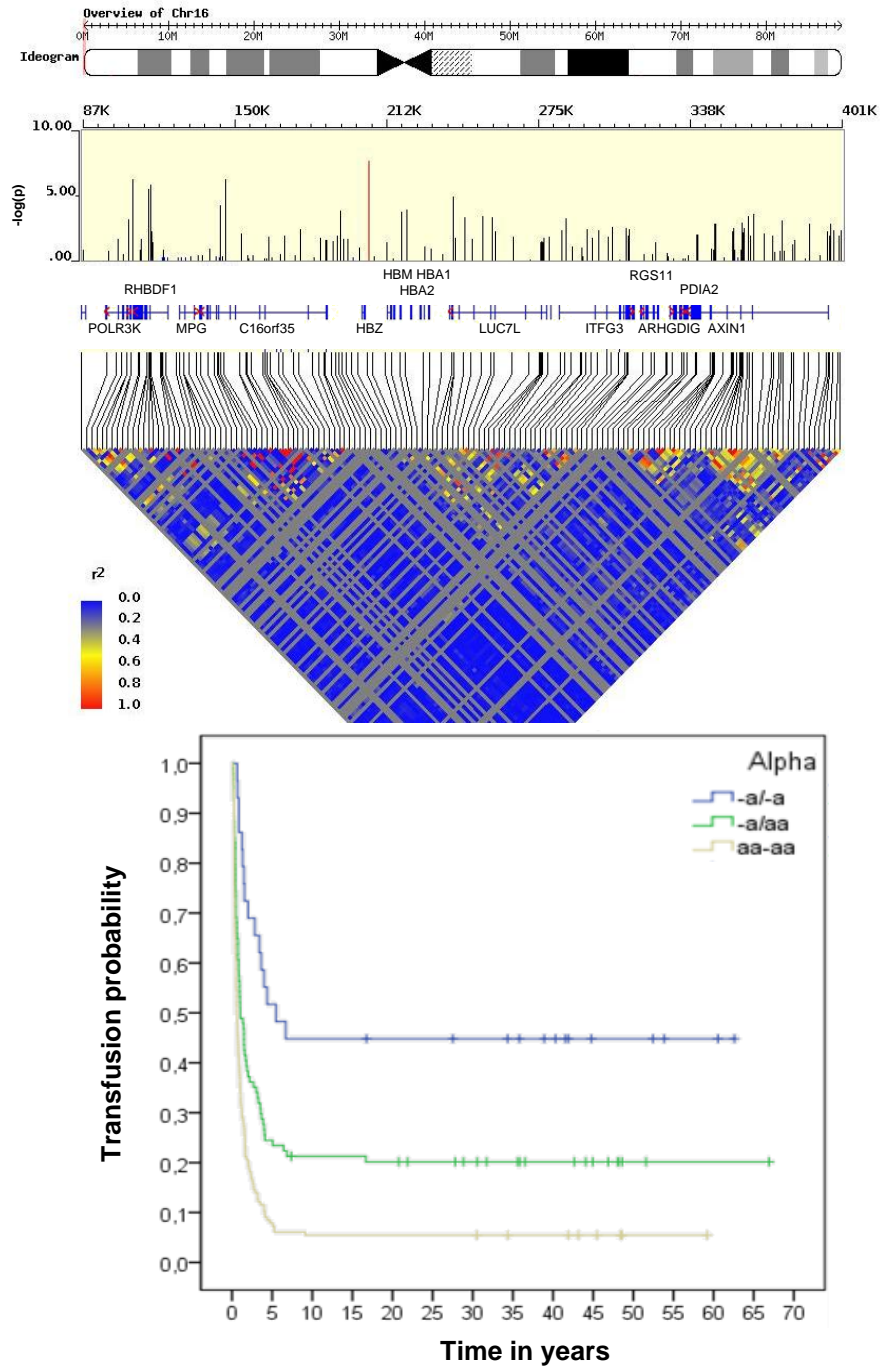 Overview of Chr16
0M 10M 20M 30M 40M 50M 60M 70M 80M
Ideogram
87K 150K 212K 275K 338K 401K
10.00
5.00
.00
-log(p)
HBM HBA1 RGS11
RHBDF1 HBA2 PDIA2
POLR3K MPG C16orf35 HBZ LUC7L ITFG3 ARHGDIG AXIN1
r2
0.0
0.2
0.4
0.6
0.8
1.0
Alpha
-a/-a
-a/aa
aa-aa
1,0
0,9
0,8
0,7
0,6
0,5
0,4
0,3
0,2
0,1
0,0
Transfusion probability
0 5 10 15 20 25 30 35 40 45 50 55 60 65 70
Time in years